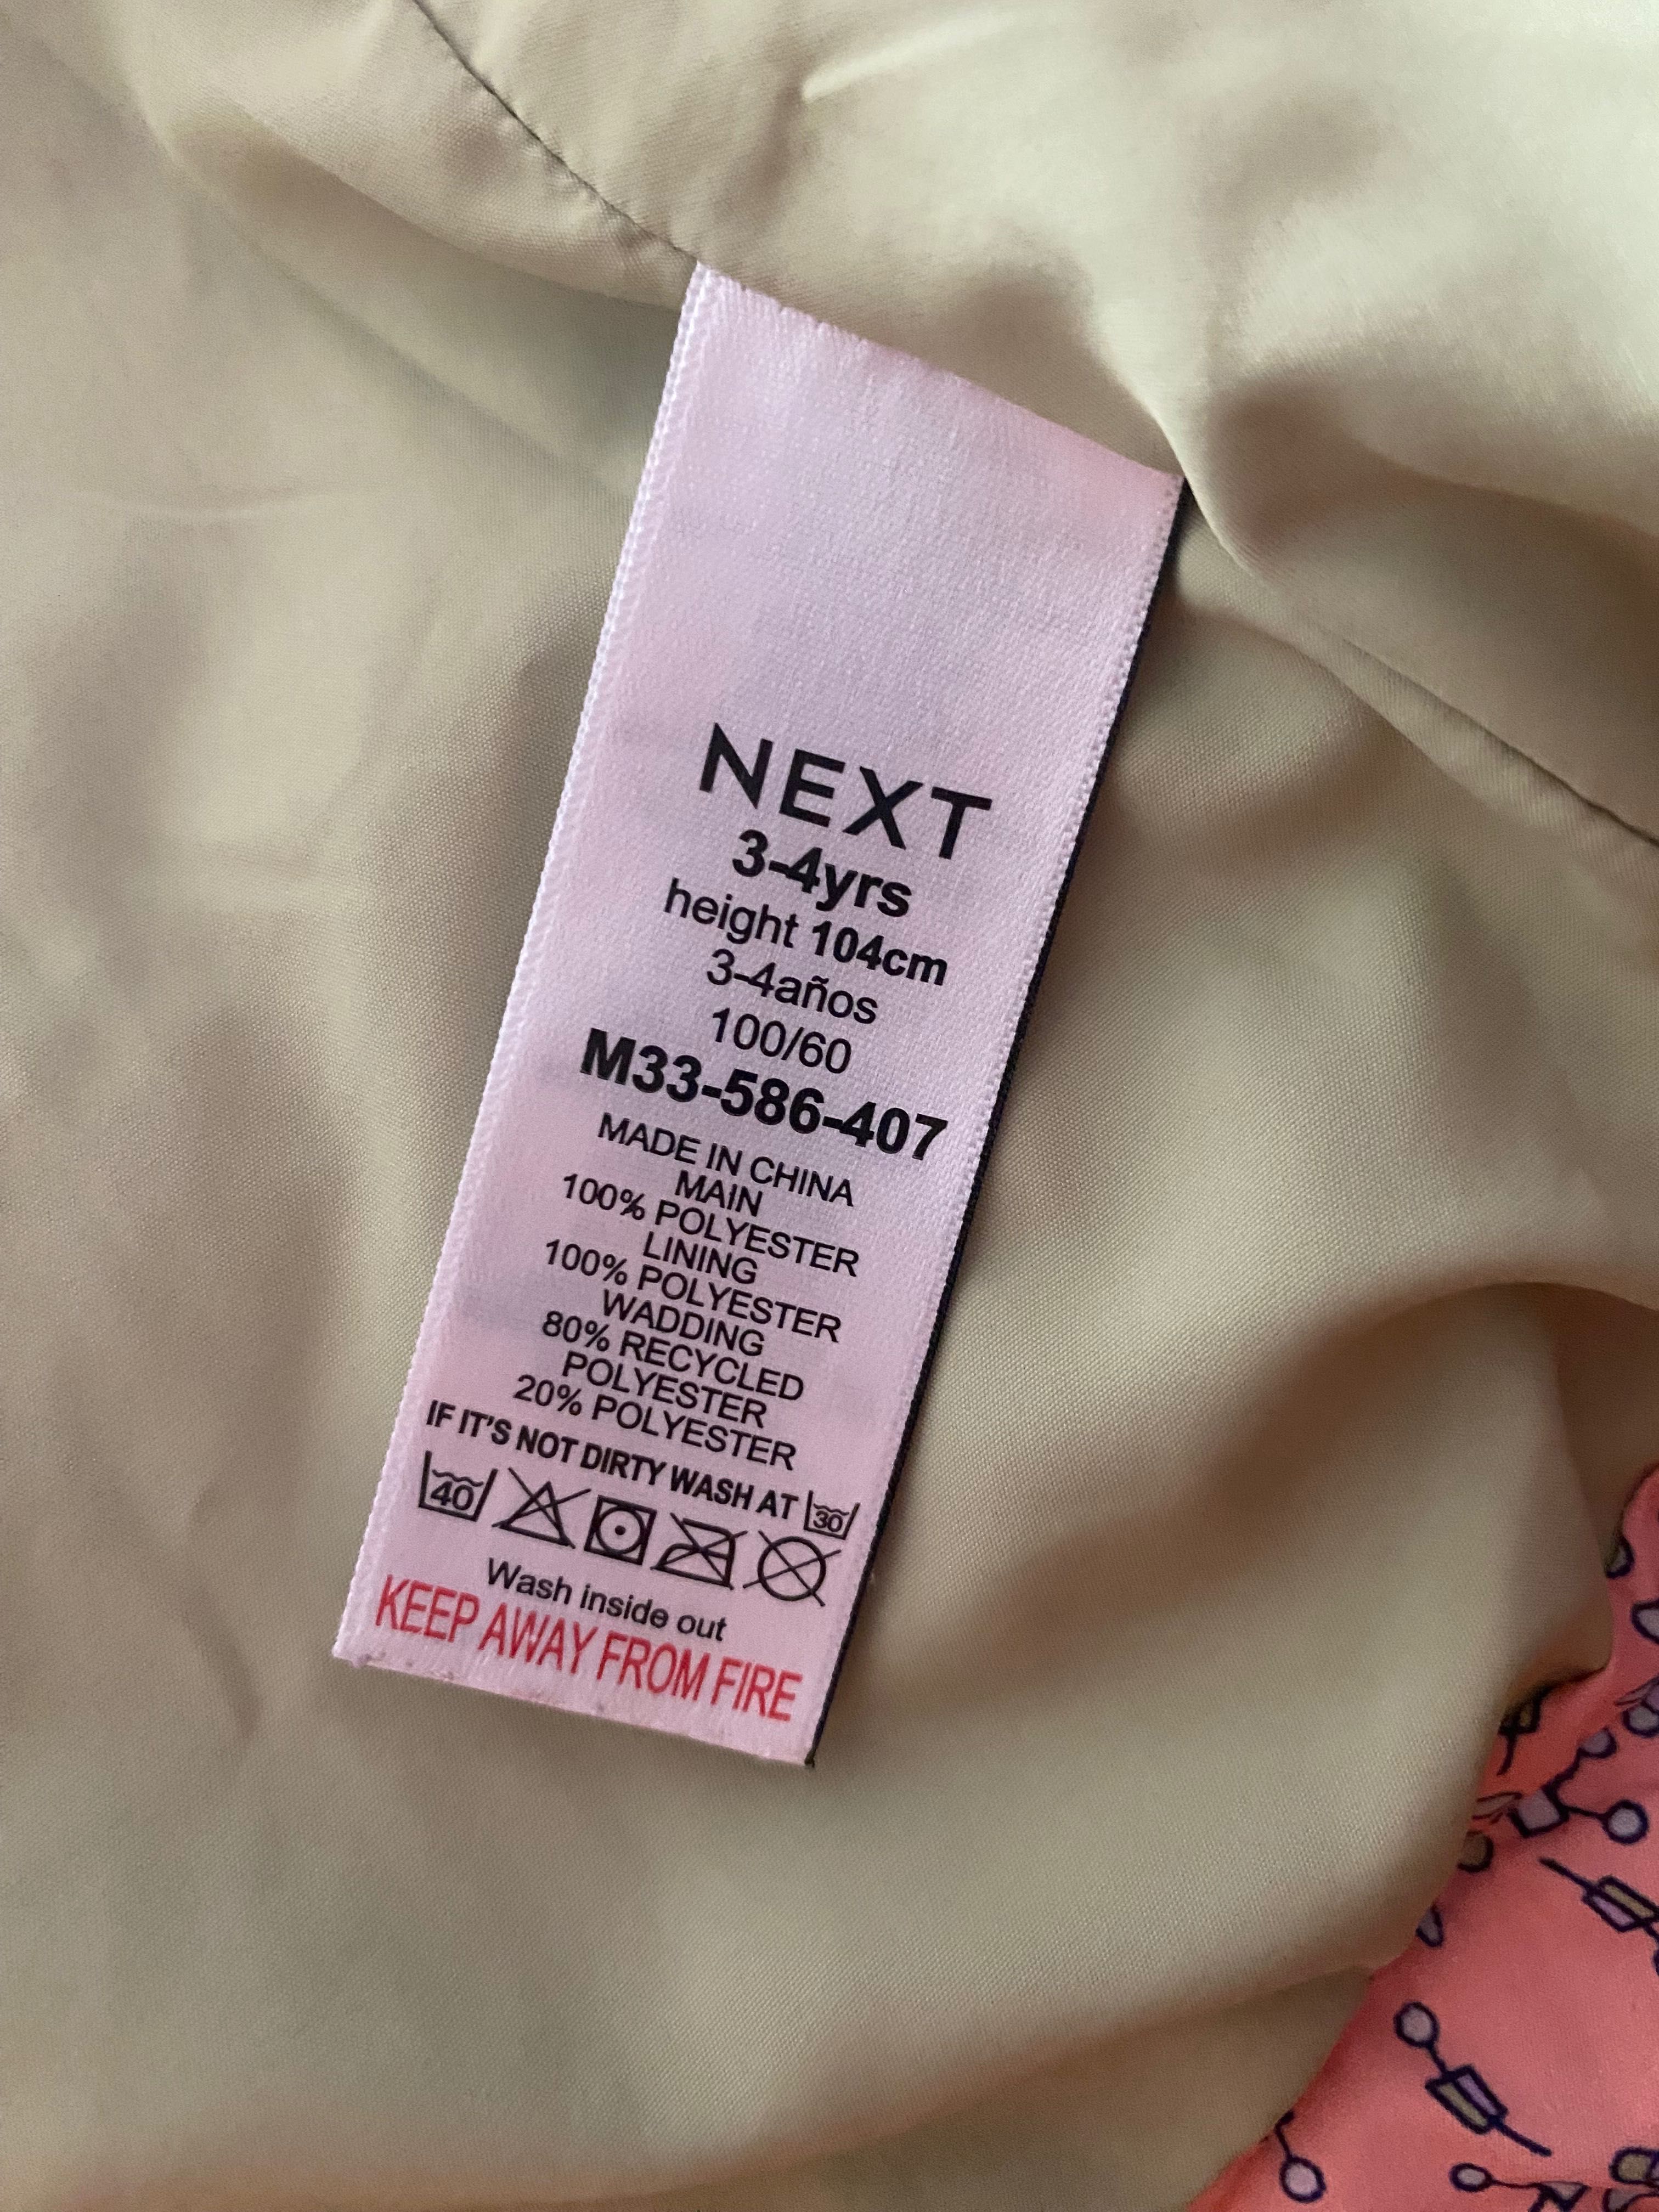 NEXT
3-4yrs
height 104cm
3-4años
100/60
M33-586-407
MADE IN CHINA
MAIN
100% POLYESTER
LINING
100% POLYESTER
WADDING
80% RECYCLED
POLYESTER
20% POLYESTER
IF IT'S NOT DIRTY WASH AT 30
40
Wash inside out
KEEP AWAY FROM FIRE